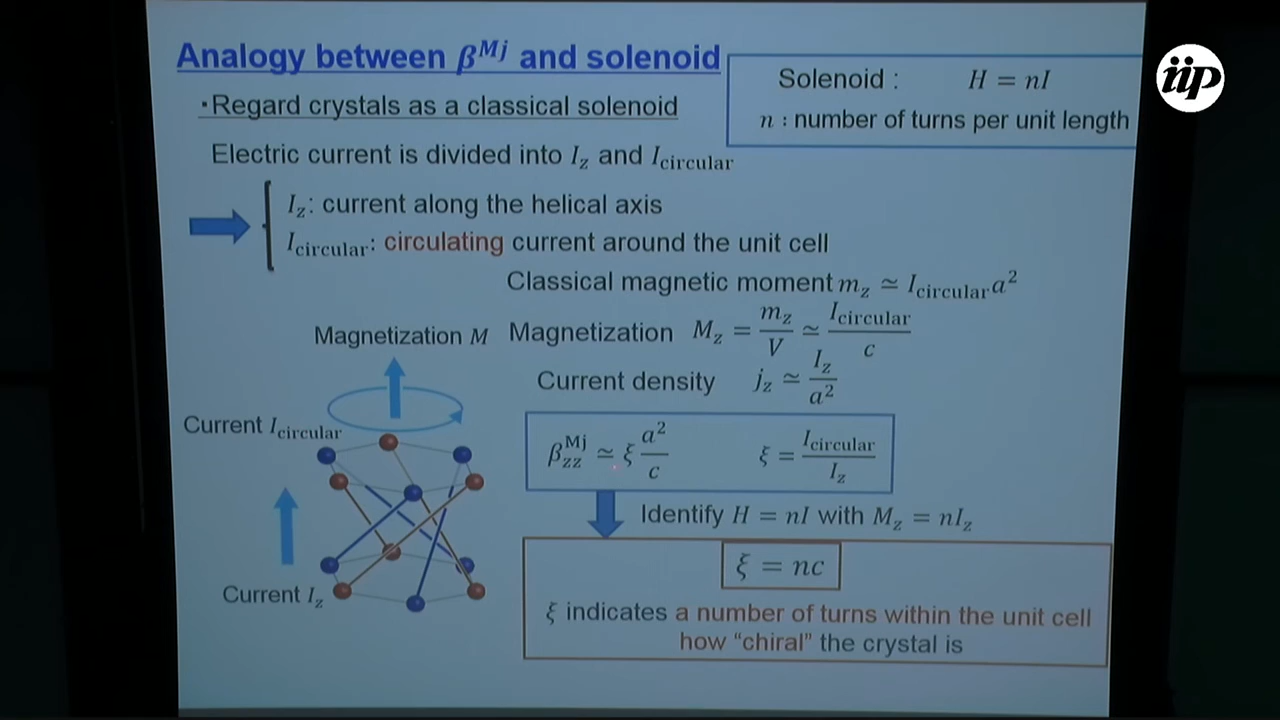 Analogy between β^Mj and solenoid
・Regard crystals as a classical solenoid
Solenoid : H = nI
n : number of turns per unit length
Electric current is divided into I_z and I_circular
I_z: current along the helical axis
I_circular: circulating current around the unit cell
Classical magnetic moment m_z ≃ I_circular a²
Magnetization M_z = m_z / V ≃ I_circular / c
Current density j_z ≃ I_z / a²
β_zz^Mj ≃ ξ a² / c
ξ = I_circular / I_z
Identify H = nI with M_z = nI_z
ξ = nc
ξ indicates a number of turns within the unit cell
how “chiral” the crystal is
Magnetization M
Current I_circular
Current I_z
iip